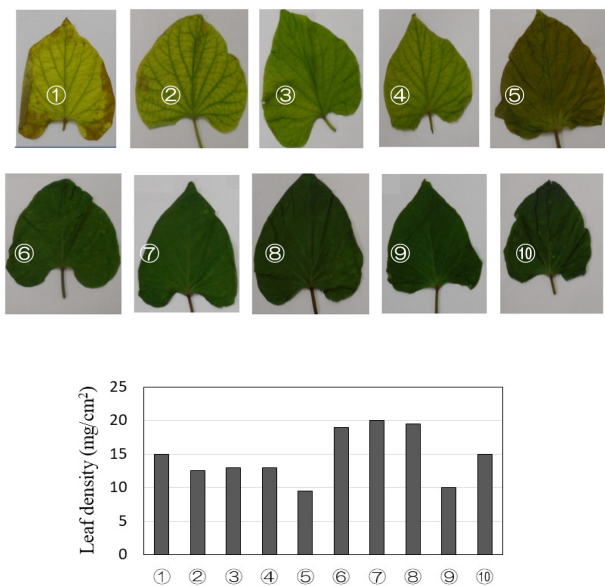 ① ② ③ ④ ⑤
⑥ ⑦ ⑧ ⑨ ⑩
Leaf density (mg/cm²)
25
20
15
10
5
0
① ② ③ ④ ⑤ ⑥ ⑦ ⑧ ⑨ ⑩